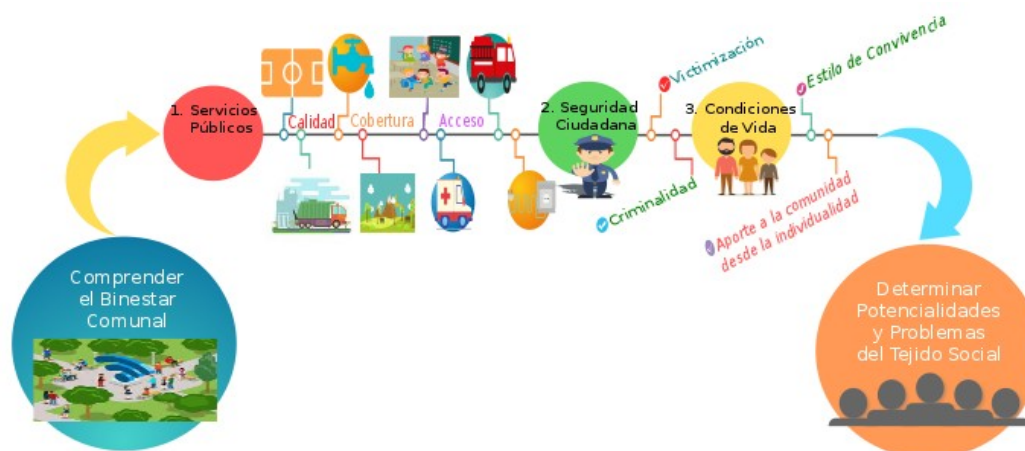 Comprender
el Binestar
Comunal
1. Servicios
Públicos
Calidad
Cobertura
Acceso
2. Seguridad
Ciudadana
Victimización
Criminalidad
3. Condiciones
de Vida
Estilo de Convivencia
Aporte a la comunidad
desde la individualidad
Determinar
Potencialidades
y Problemas
del Tejido Social